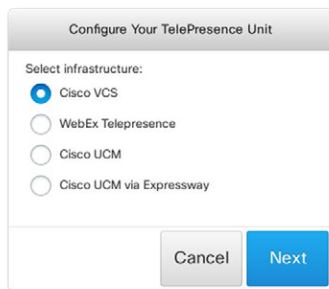 Configure Your TelePresence Unit
Select infrastructure:
Cisco VCS
WebEx Telepresence
Cisco UCM
Cisco UCM via Expressway
Cancel
Next